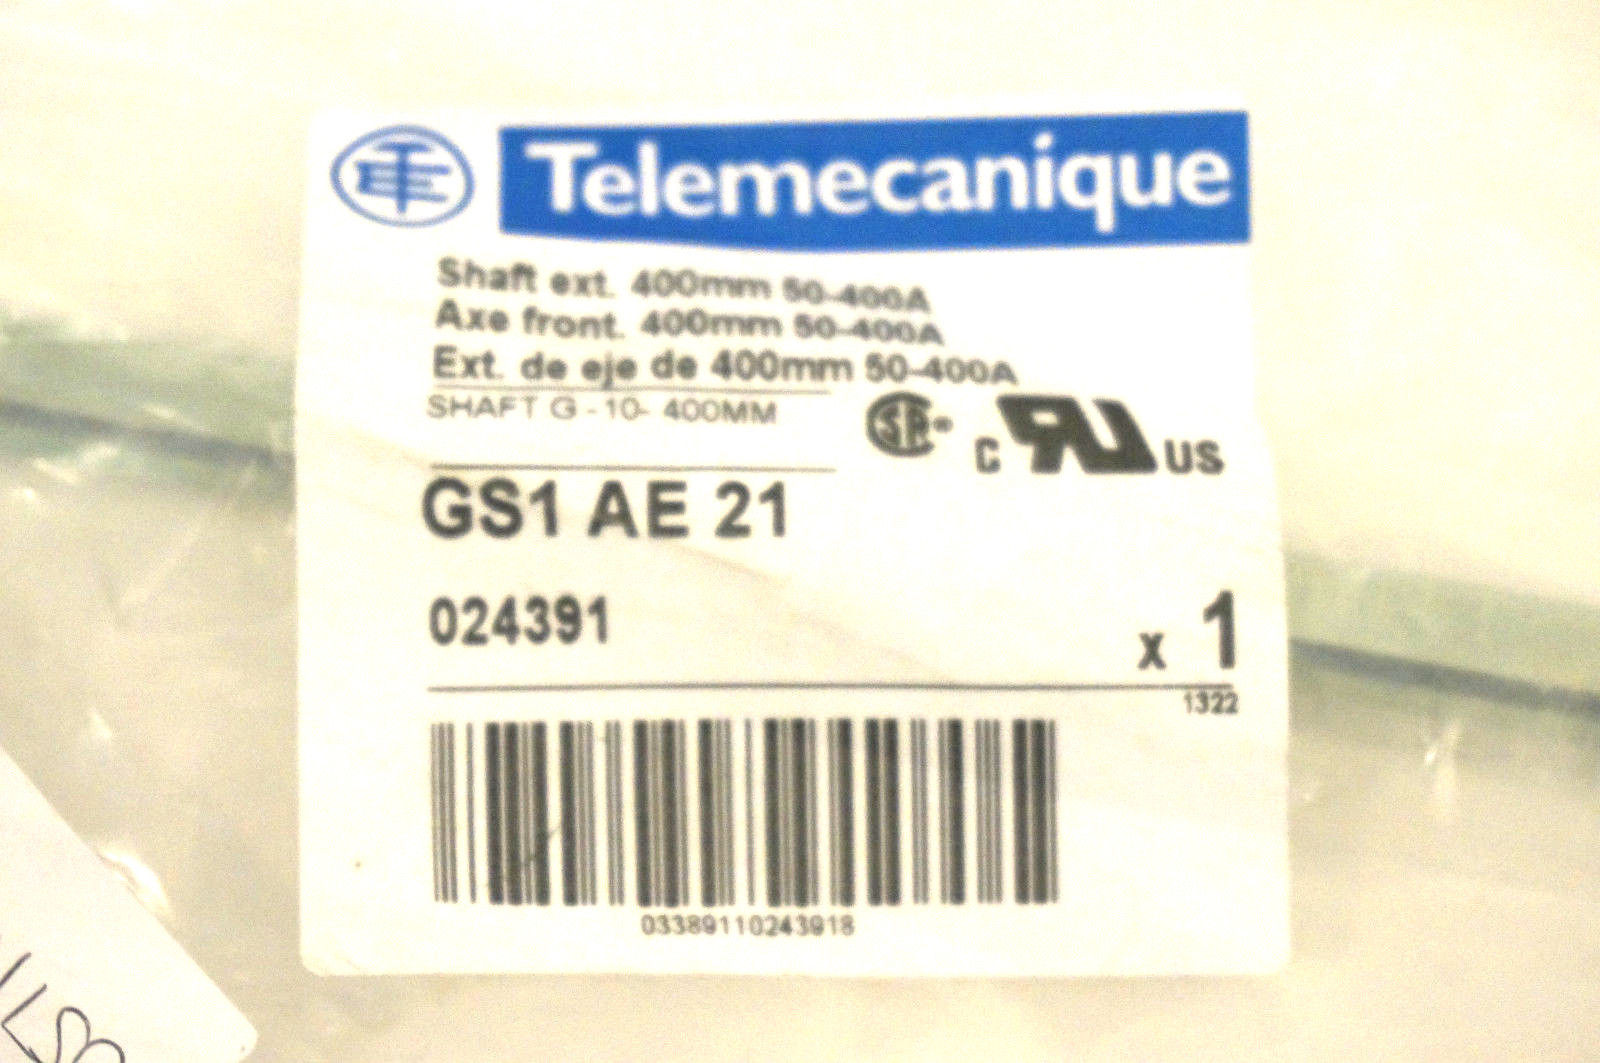 Telemecanique
Shaft ext. 400mm 50-400A
Axe front. 400mm 50-400A
Ext. de eje de 400mm 50-400A
SHAFT G -10- 400MM
C US
GS1 AE 21
024391
x 1
1322
03389110243918